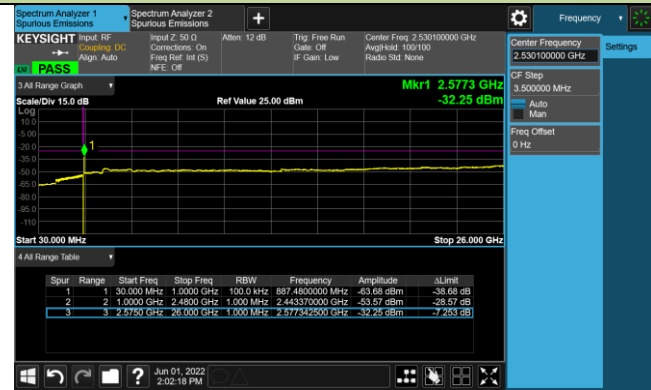 Spectrum Analyzer 1
Spurious Emissions
Spectrum Analyzer 2
Spurious Emissions
+
Frequency
KEYSIGHT
Input: RF
Coupling: DC
Align: Auto
Input Z: 50 Ω
Corrections: On
Freq Ref: Int (S)
NFE: Off
Atten: 12 dB
Trig: Free Run
Gate: Off
IF Gain: Low
Center Freq: 2.530100000 GHz
Avg|Hold: 100/100
Radio Std: None
LXI
PASS
Center Frequency
2.530100000 GHz
Settings
CF Step
3.500000 MHz
Auto
Man
Freq Offset
0 Hz
3 All Range Graph
Mkr1 2.5773 GHz
Scale/Div 15.0 dB
Ref Value 25.00 dBm
-32.25 dBm
Log
10.0
-5.00
-20.0
-35.0
-50.0
-65.0
-80.0
-95.0
-110
1
Start 30.000 MHz
Stop 26.000 GHz
4 All Range Table
Spur Range Start Freq Stop Freq RBW Frequency Amplitude ΔLimit
1 1 30.000 MHz 1.0000 GHz 100.0 kHz 887.4800000 MHz -63.68 dBm -38.68 dB
2 2 1.0000 GHz 2.4800 GHz 1.000 MHz 2.443370000 GHz -53.57 dBm -28.57 dB
3 3 2.5750 GHz 26.000 GHz 1.000 MHz 2.577342500 GHz -32.25 dBm -7.253 dB
?
Jun 01, 2022
2:02:18 PM